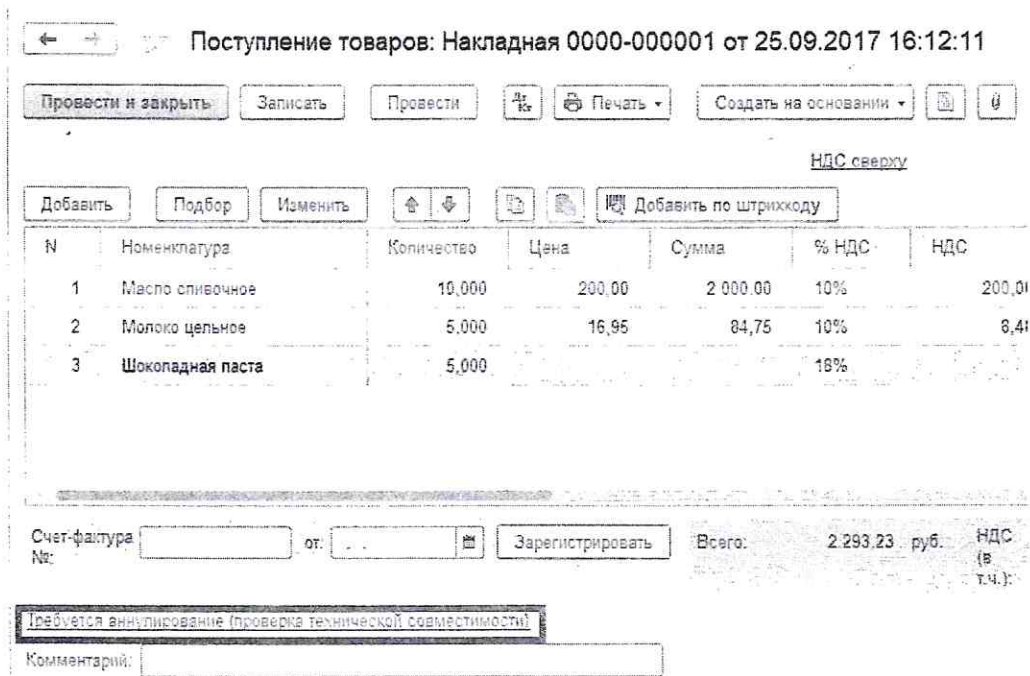 Поступление товаров: Накладная 0000-000001 от 25.09.2017 16:12:11
Провести и закрыть Записать Провести Дт Кт Печать Создать на основании
НДС сверху
Добавить Подбор Изменить Добавить по штрихкоду
N Номенклатура Количество Цена Сумма % НДС НДС
1 Масло сливочное 10,000 200,00 2 000,00 10%
2 Молоко цельное 5,000 16,95 84,75 10%
3 Шоколадная паста 5,000 18%
Счет-фактура №: от: . . Зарегистрировать Всего: 2 293,23 руб. НДС (в т.ч.):
Требуется аннулирование (проверка технической совместимости)
Комментарий: